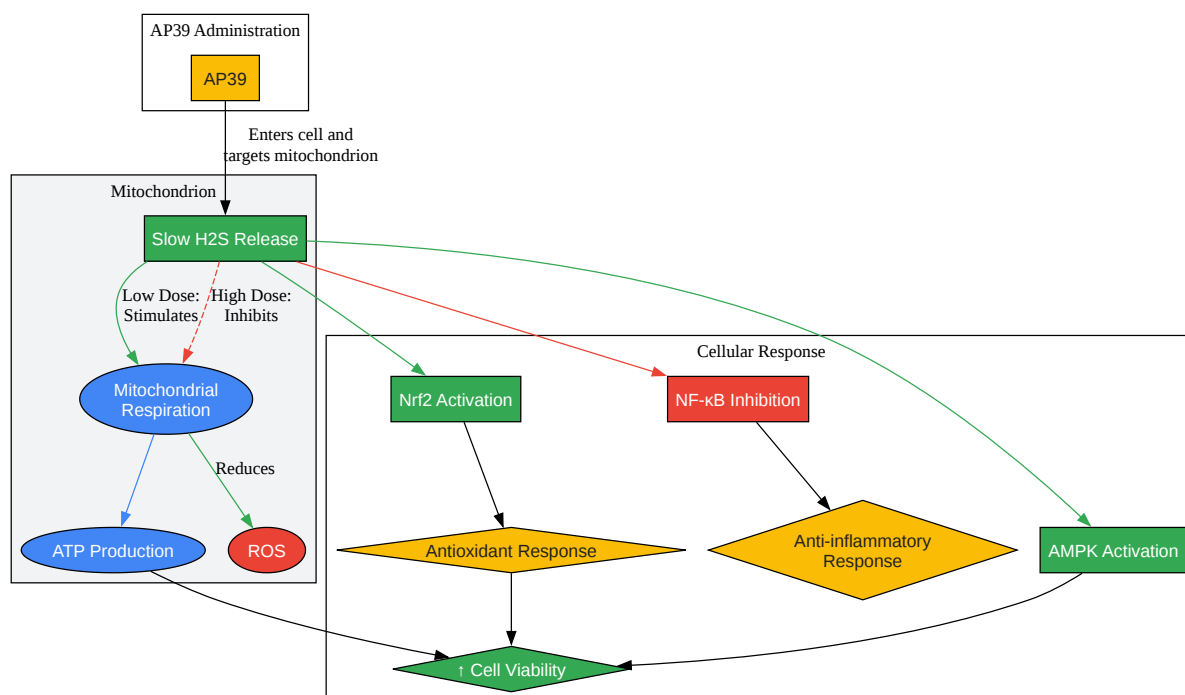 AP39 Administration
AP39
Enters cell and
targets mitochondrion
Mitochondrion
Slow H2S Release
Low Dose:
Stimulates
High Dose:
Inhibits
Cellular Response
Mitochondrial
Respiration
Nrf2 Activation
NF-κB Inhibition
Reduces
ATP Production
ROS
Antioxidant Response
Anti-inflammatory
Response
AMPK Activation
↑ Cell Viability